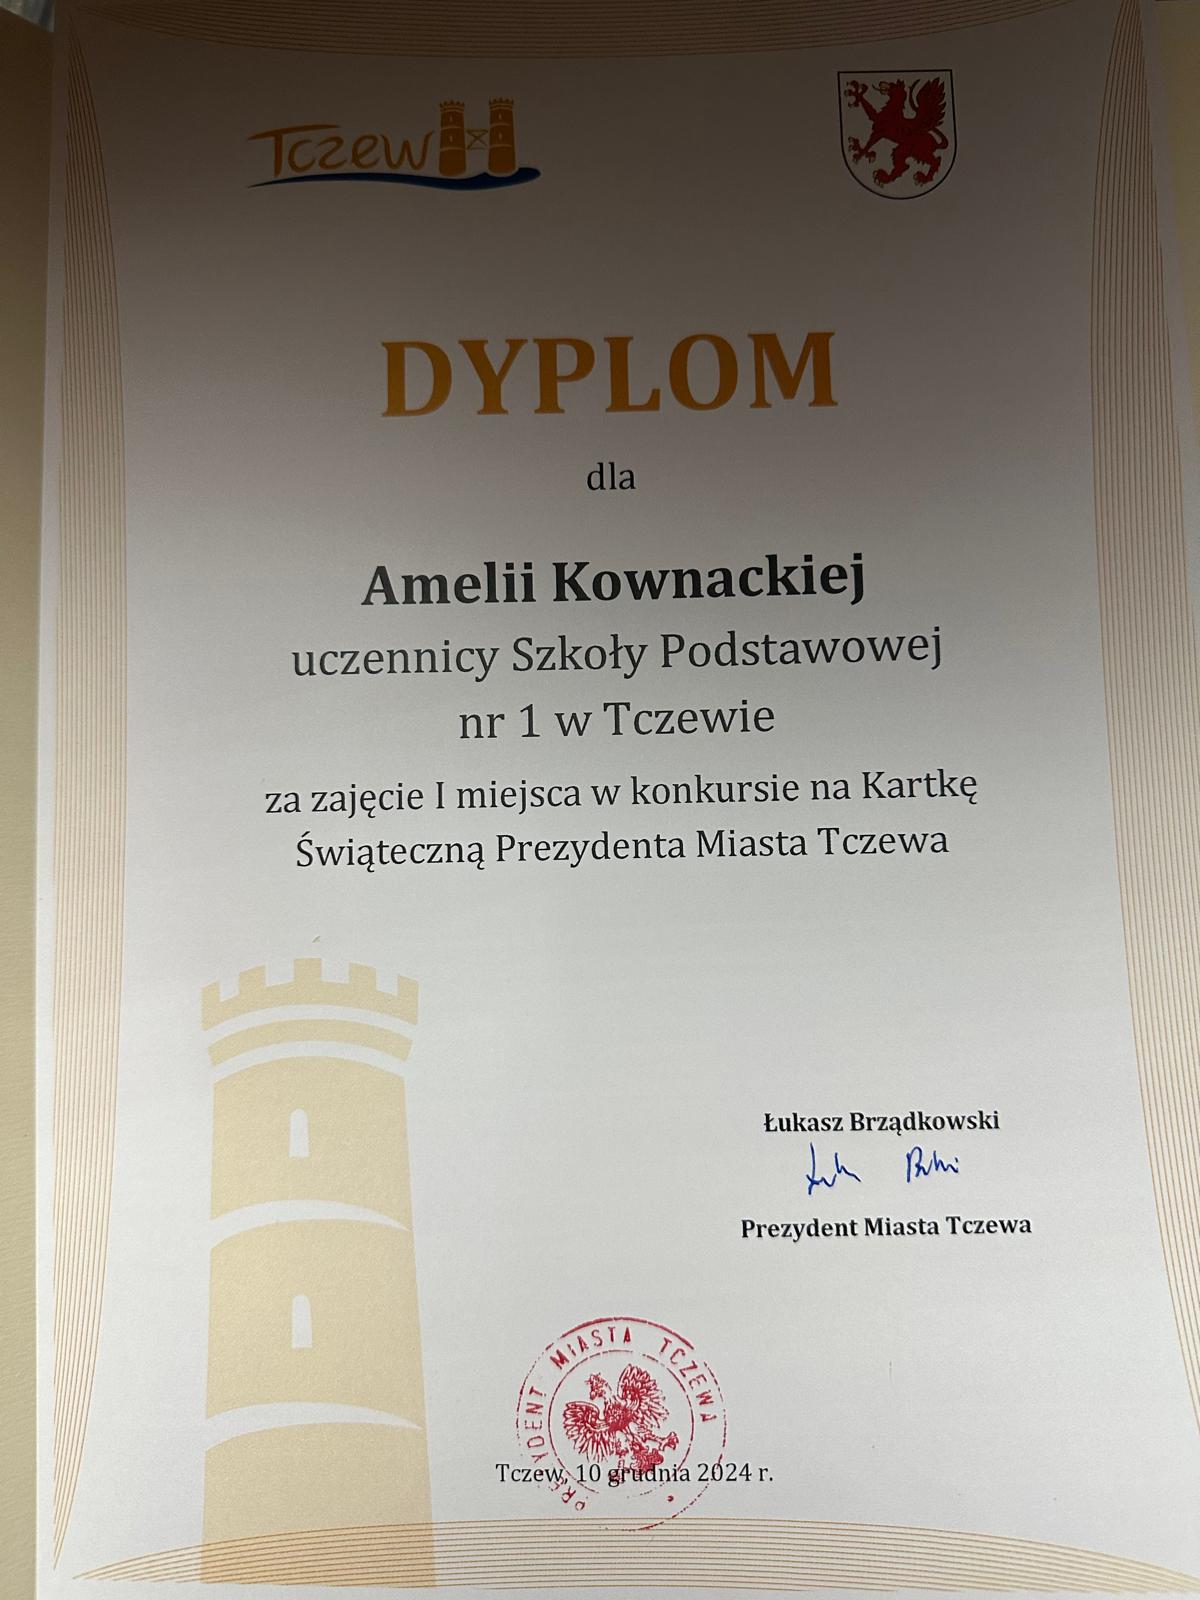 Tczew
DYPLOM
dla
Amelii Kownackiej
uczennicy Szkoły Podstawowej
nr 1 w Tczewie
za zajęcie I miejsca w konkursie na Kartkę
Świąteczną Prezydenta Miasta Tczewa
Łukasz Brządkowski
Prezydent Miasta Tczewa
PREZYDENT MIASTA TCZEWA
Tczew, 10 grudnia 2024 r.